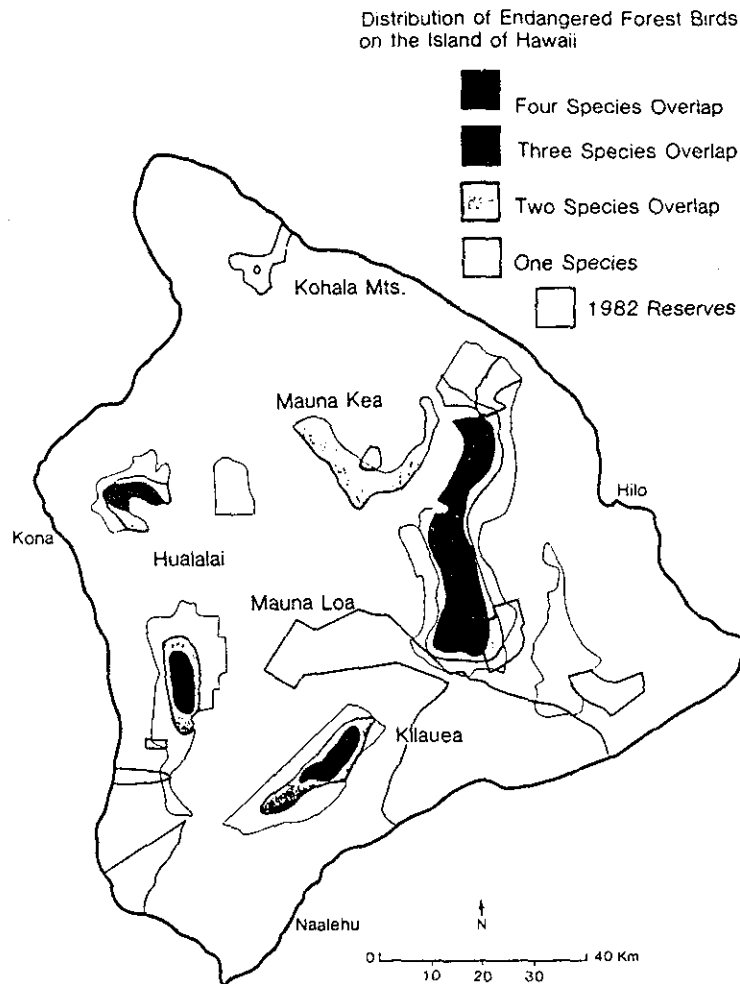 Distribution of Endangered Forest Birds
on the Island of Hawaii
Four Species Overlap
Three Species Overlap
Two Species Overlap
One Species
1982 Reserves
Kohala Mts.
Mauna Kea
Hilo
Kona
Hualalai
Mauna Loa
Kilauea
Naalehu
N
0 40 Km
10 20 30